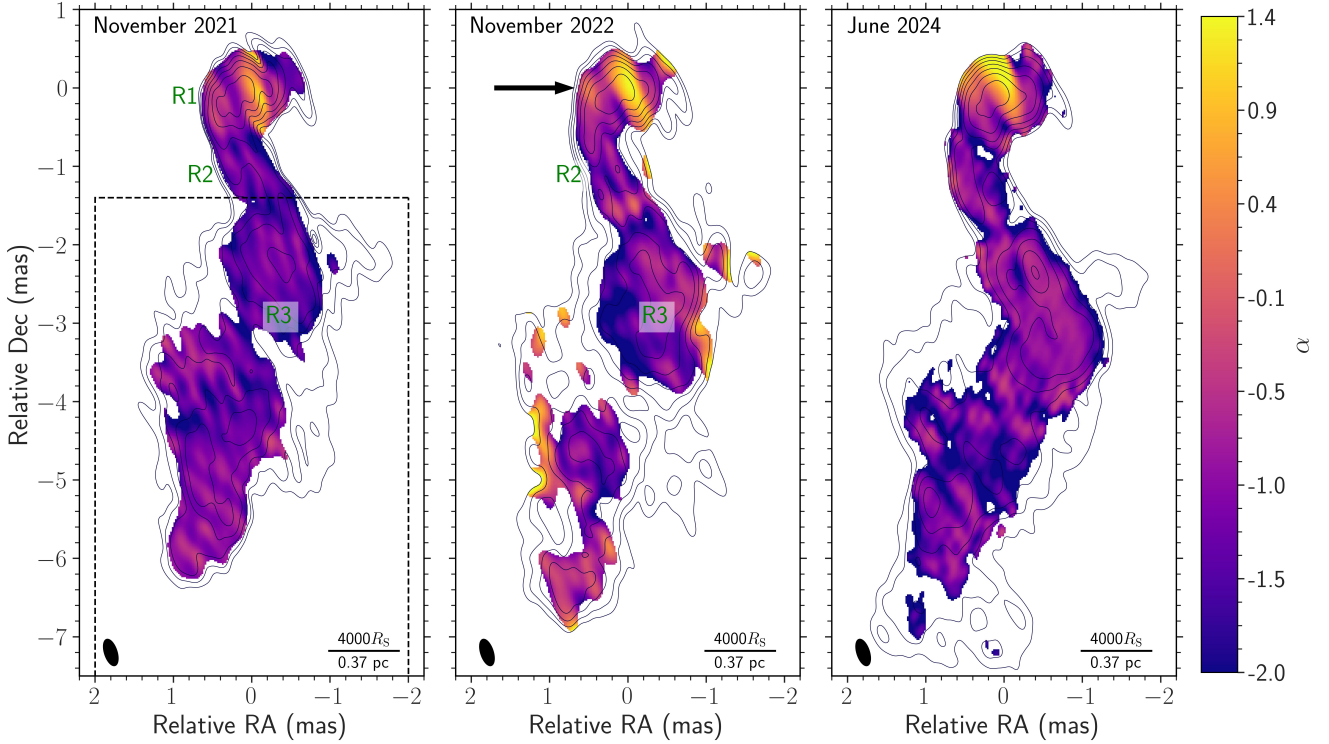 November 2021
November 2022
June 2024
R1
R2
R3
R2
R3
4000R_S
0.37 pc
4000R_S
0.37 pc
4000R_S
0.37 pc
1
0
−1
−2
−3
−4
−5
−6
−7
Relative Dec (mas)
2 1 0 −1 −2
2 1 0 −1 −2
2 1 0 −1 −2
Relative RA (mas)
Relative RA (mas)
Relative RA (mas)
1.4
0.9
0.4
-0.1
-0.5
-1.0
-1.5
-2.0
α